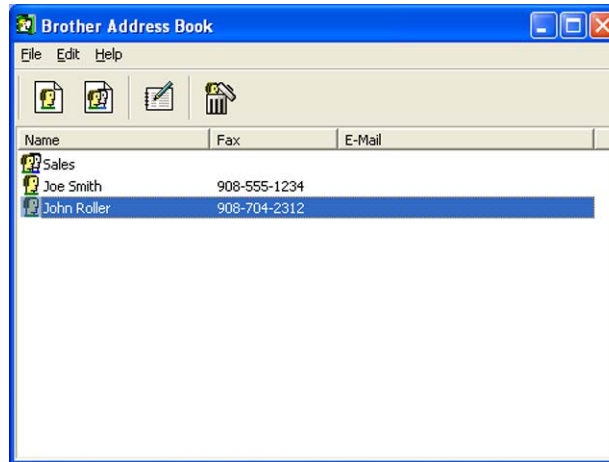 Brother Address Book
File Edit Help
Name Fax E-Mail
Sales
Joe Smith 908-555-1234
John Roller 908-704-2312